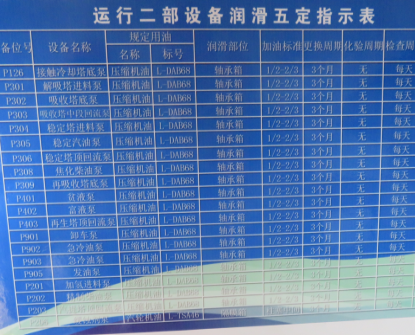 运行二部设备润滑五定指示表
备位号 设备名称 规定用油 润滑部位 加油标准 更换周期 化验周期 检查周
名称 标号
P126 接触冷却塔底泵 压缩机油 L-DAB68 轴承箱 1/2-2/3 3个月 无 每天
P301 解吸塔进料泵 压缩机油 L-DAB68 轴承箱 1/2-2/3 3个月 无 每天
P302 吸收塔底泵 压缩机油 L-DAB68 轴承箱 1/2-2/3 3个月 无 每天
P303 吸收塔中段回流泵 压缩机油 L-DAB68 轴承箱 1/2-2/3 3个月 无 每天
P304 稳定塔进料泵 压缩机油 L-DAB68 轴承箱 1/2-2/3 3个月 无 每天
P305 稳定汽油泵 压缩机油 L-DAB68 轴承箱 1/2-2/3 3个月 无 每天
P306 稳定塔顶回流泵 压缩机油 L-DAB68 轴承箱 1/2-2/3 3个月 无 每天
P308 焦化柴油泵 压缩机油 L-DAB68 轴承箱 1/2-2/3 3个月 无 每天
P309 再吸收塔底泵 压缩机油 L-DAB68 轴承箱 1/2-2/3 3个月 无 每天
P401 贫液泵 压缩机油 L-DAB68 轴承箱 1/2-2/3 3个月 无 每天
P402 富液泵 压缩机油 L-DAB68 轴承箱 1/2-2/3 3个月 无 每天
P403 再生塔顶回流泵 压缩机油 L-DAB68 轴承箱 1/2-2/3 3个月 无 每天
P901 卸车泵 压缩机油 L-DAB68 轴承箱 1/2-2/3 3个月 无 每天
P902 急冷油泵 压缩机油 L-DAB68 轴承箱 1/2-2/3 3个月 无 每天
P903 急冷油泵 压缩机油 L-DAB68 轴承箱 1/2-2/3 3个月 无 每天
P905 发油泵 压缩机油 L-DAB68 轴承箱 1/2-2/3 3个月 无 每天
P201 加氢进料泵 压缩机油 L-DAB68
P202 压缩机油 L-DAB68